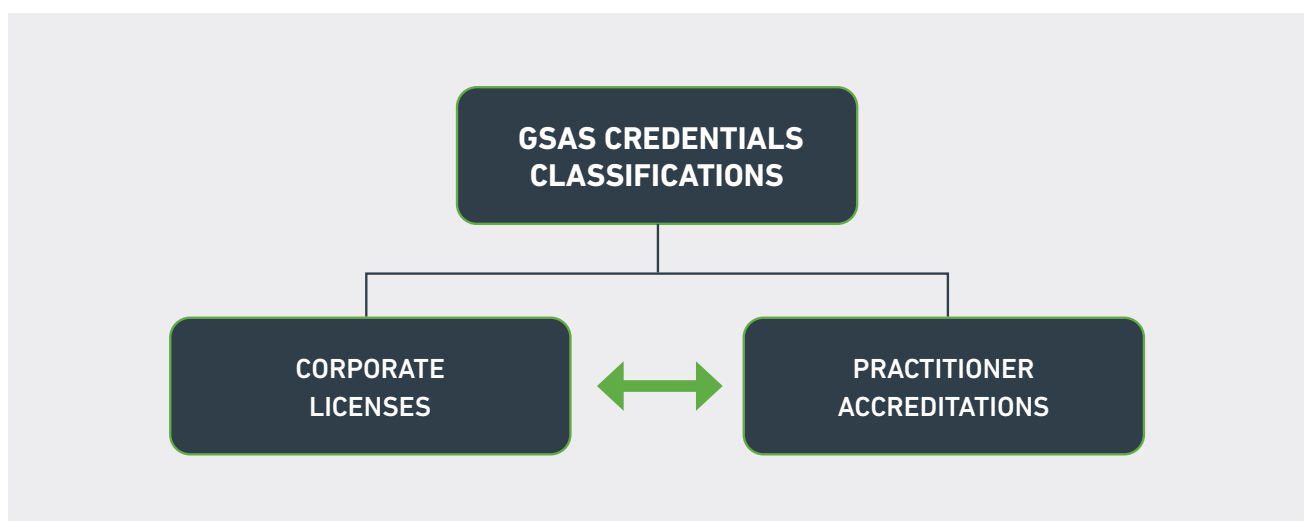 GSAS CREDENTIALS
CLASSIFICATIONS
CORPORATE
LICENSES
PRACTITIONER
ACCREDITATIONS